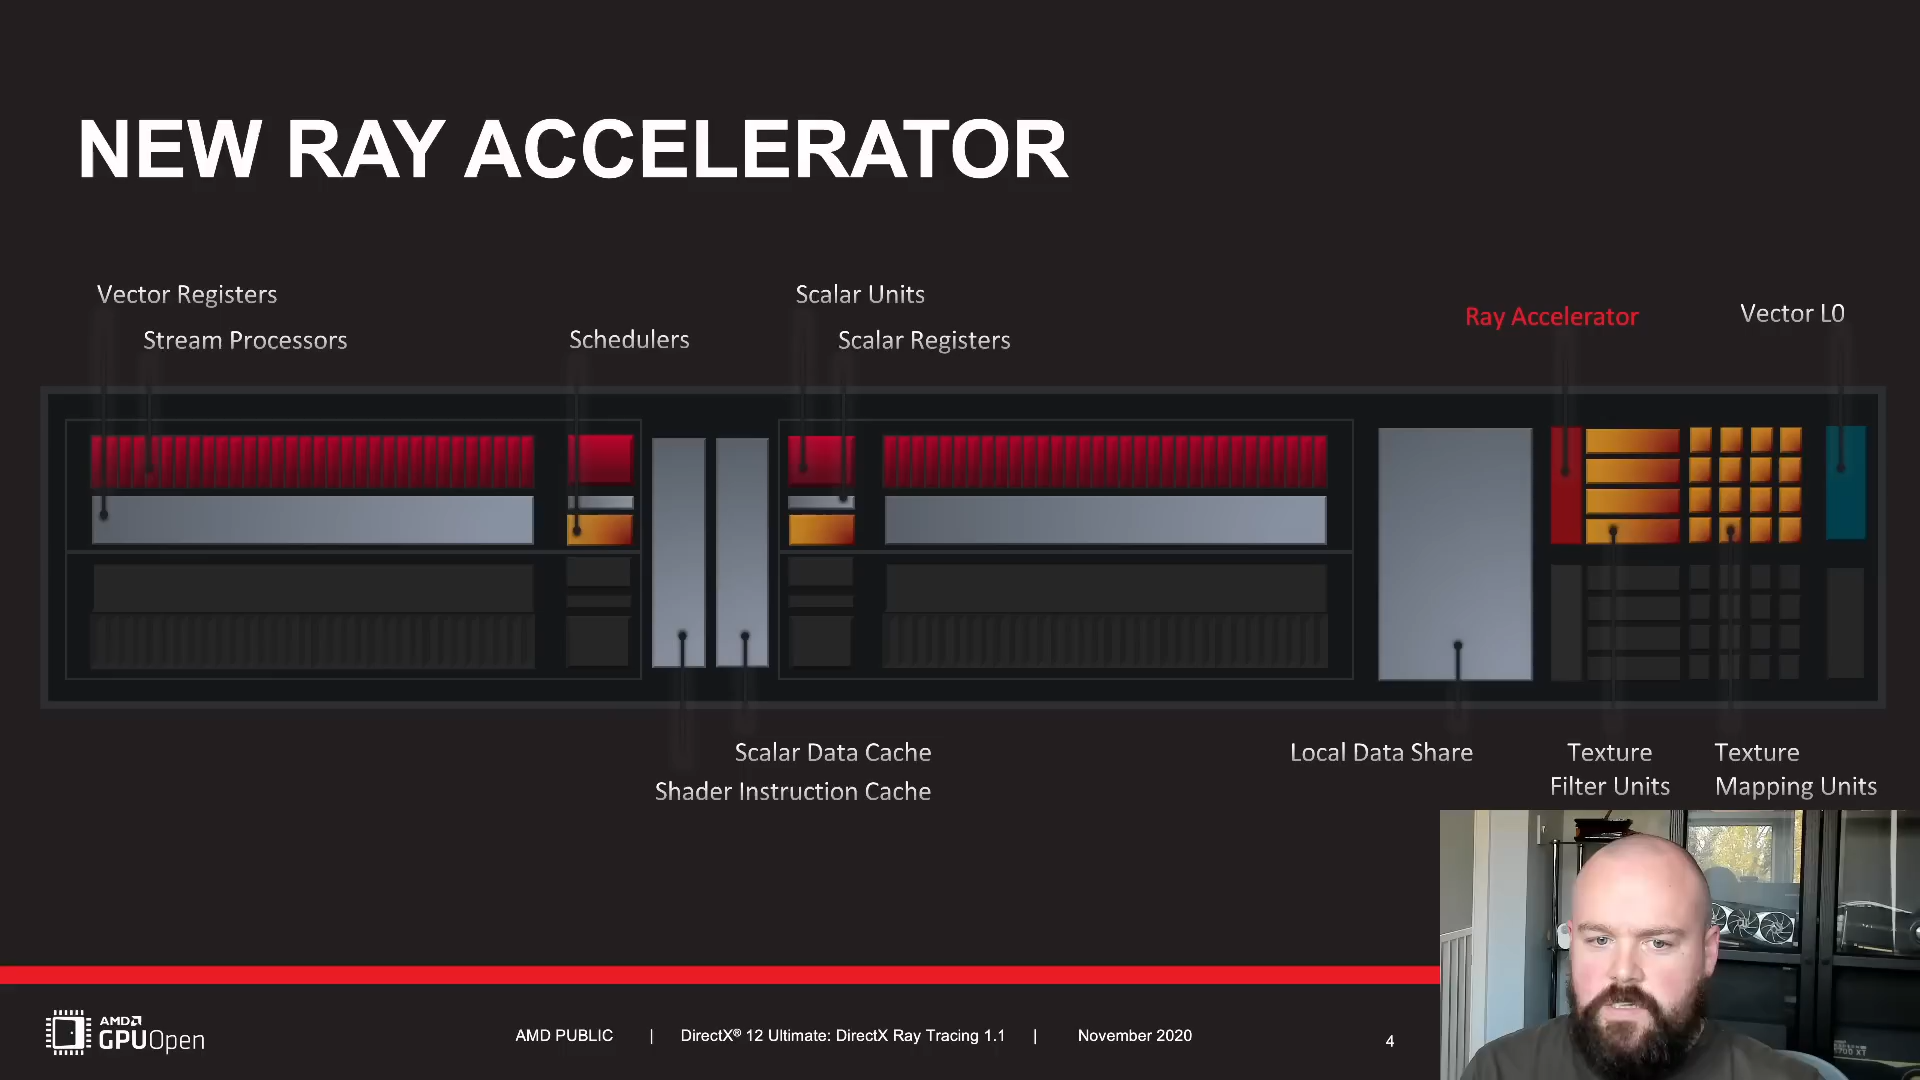 NEW RAY ACCELERATOR
Vector Registers
Scalar Units
Ray Accelerator
Vector L0
Stream Processors
Schedulers
Scalar Registers
Scalar Data Cache
Local Data Share
Texture
Filter Units
Texture
Mapping Units
Shader Instruction Cache
AMD
GPUOpen
AMD PUBLIC | DirectX® 12 Ultimate: DirectX Ray Tracing 1.1 | November 2020
4